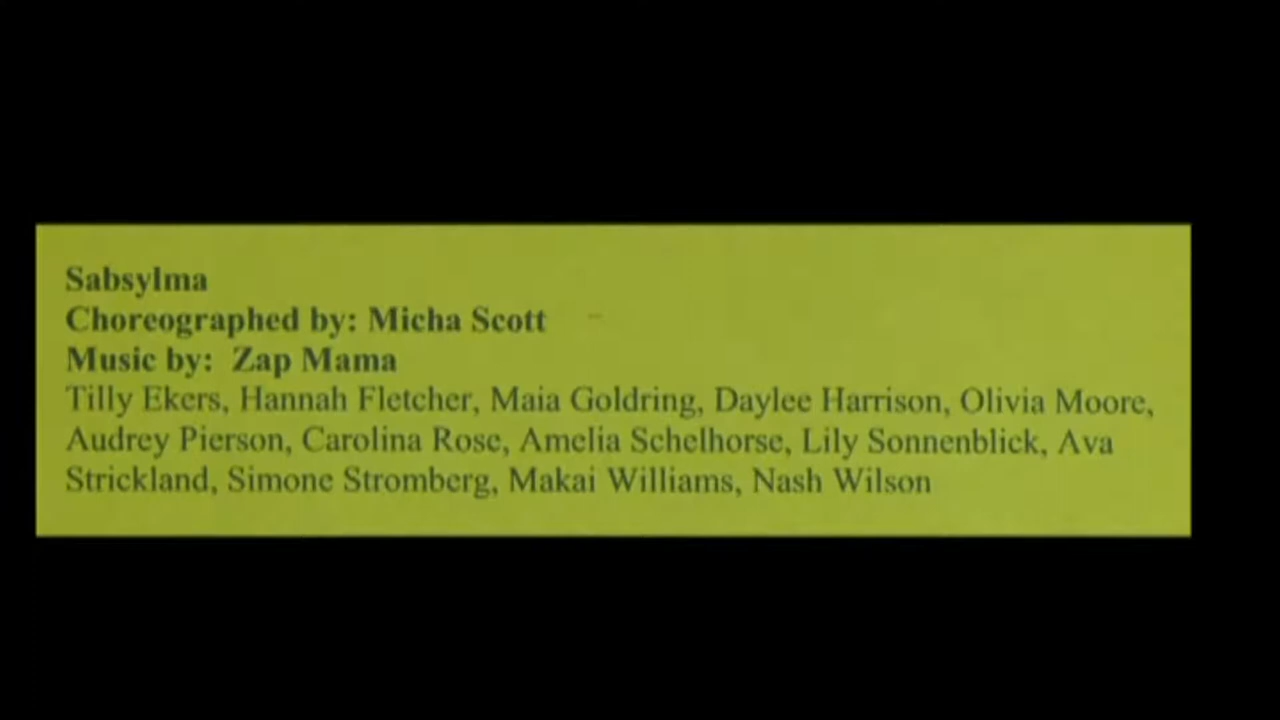 Sabsylma
Choreographed by: Micha Scott
Music by:  Zap Mama
Tilly Ekers, Hannah Fletcher, Maia Goldring, Daylee Harrison, Olivia Moore,
Audrey Pierson, Carolina Rose, Amelia Schelhorse, Lily Sonnenblick, Ava
Strickland, Simone Stromberg, Makai Williams, Nash Wilson